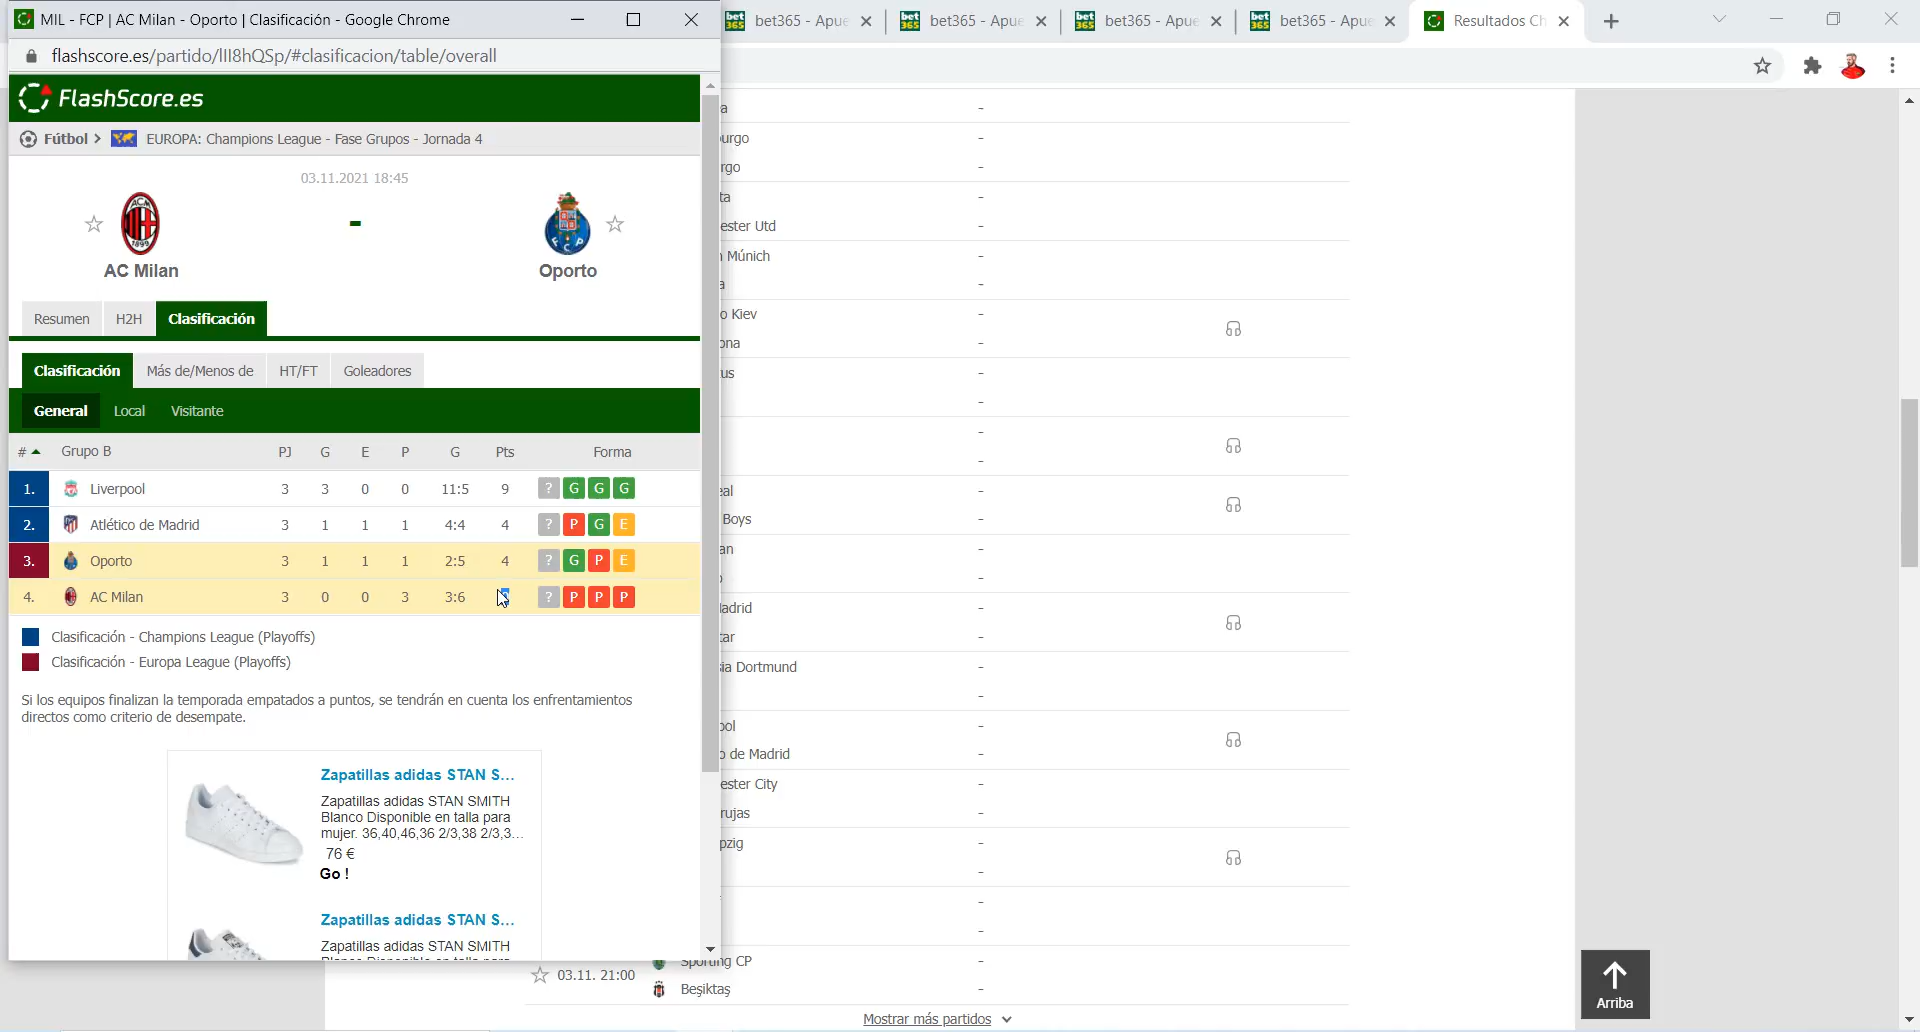 MIL - FCP | AC Milan - Oporto | Clasificación - Google Chrome
bet365 - Apue
bet365 - Apue
bet365 - Apue
bet365 - Apue
Resultados Ch
flashscore.es/partido/lII8hQSp/#clasificacion/table/overall
FlashScore.es
Fútbol > EUROPA: Champions League - Fase Grupos - Jornada 4
03.11.2021 18:45
-
AC Milan
Oporto
Resumen H2H Clasificación
Clasificación Más de/Menos de HT/FT Goleadores
General Local Visitante
# Grupo B PJ G E P G Pts Forma
1. Liverpool 3 3 0 0 11:5 9 ? G G G
2. Atlético de Madrid 3 1 1 1 4:4 4 ? P G E
3. Oporto 3 1 1 1 2:5 4 ? G P E
4. AC Milan 3 0 0 3 3:6 ? P P P
Clasificación - Champions League (Playoffs)
Clasificación - Europa League (Playoffs)
Si los equipos finalizan la temporada empatados a puntos, se tendrán en cuenta los enfrentamientos
directos como criterio de desempate.
Zapatillas adidas STAN S...
Zapatillas adidas STAN SMITH
Blanco Disponible en talla para
mujer. 36,40,46,36 2/3,38 2/3,3...
76 €
Go !
Zapatillas adidas STAN S...
Zapatillas adidas STAN SMITH
a -
urgo -
rgo -
ta -
ester Utd -
Múnich -
a -
o Kiev -
ona -
us -
-
-
-
eal -
Boys -
an -
-
adrid -
tar -
ia Dortmund -
-
ool -
o de Madrid -
ester City -
rujas -
pzig -
-
-
-
03.11. 21:00
Sporting CP -
Beşiktaş -
Mostrar más partidos
Arriba